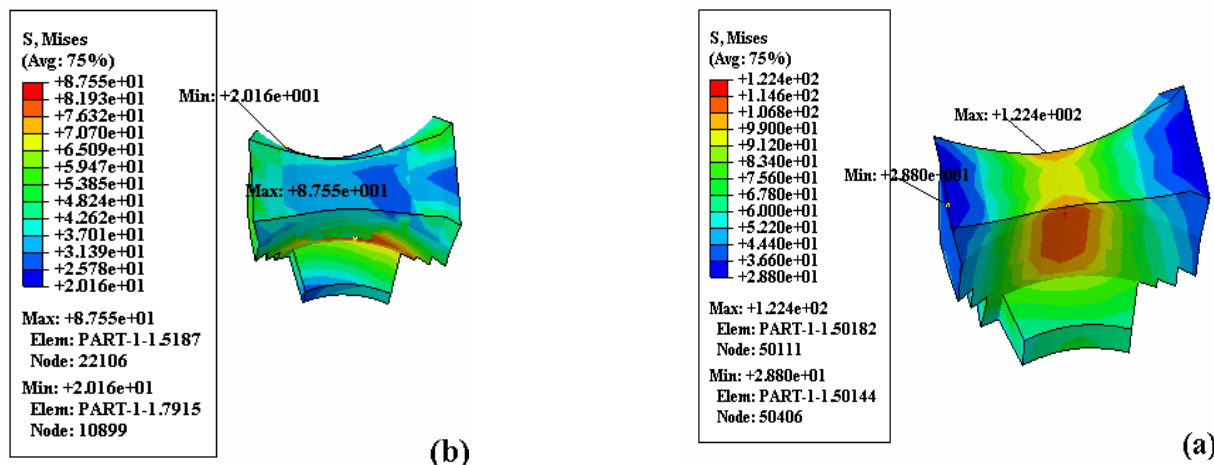 S, Mises
(Avg: 75%)
+8.755e+01
+8.193e+01
+7.632e+01
+7.070e+01
+6.509e+01
+5.947e+01
+5.385e+01
+4.824e+01
+4.262e+01
+3.701e+01
+3.139e+01
+2.578e+01
+2.016e+01
Max: +8.755e+01
Elem: PART-1-1.5187
Node: 22106
Min: +2.016e+01
Elem: PART-1-1.7915
Node: 10899
Min: +2.016e+001
Max: +8.755e+001
(b)
S, Mises
(Avg: 75%)
+1.224e+02
+1.146e+02
+1.068e+02
+9.900e+01
+9.120e+01
+8.340e+01
+7.560e+01
+6.780e+01
+6.000e+01
+5.220e+01
+4.440e+01
+3.660e+01
+2.880e+01
Max: +1.224e+02
Elem: PART-1-1.50182
Node: 50111
Min: +2.880e+01
Elem: PART-1-1.50144
Node: 50406
Max: +1.224e+002
Min: +2.880e+001
(a)